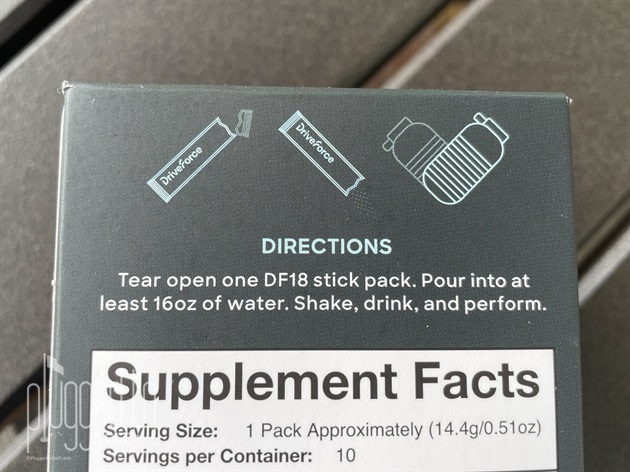 DriveForce
DriveForce
DIRECTIONS
Tear open one DF18 stick pack. Pour into at
least 16oz of water. Shake, drink, and perform.
Supplement Facts
Serving Size: 1 Pack Approximately (14.4g/0.51oz)
Servings per Container: 10